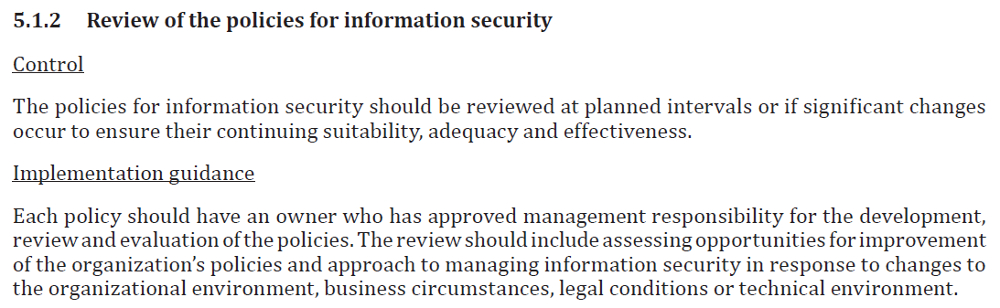 5.1.2 Review of the policies for information security
Control
The policies for information security should be reviewed at planned intervals or if significant changes
occur to ensure their continuing suitability, adequacy and effectiveness.
Implementation guidance
Each policy should have an owner who has approved management responsibility for the development,
review and evaluation of the policies. The review should include assessing opportunities for improvement
of the organization’s policies and approach to managing information security in response to changes to
the organizational environment, business circumstances, legal conditions or technical environment.